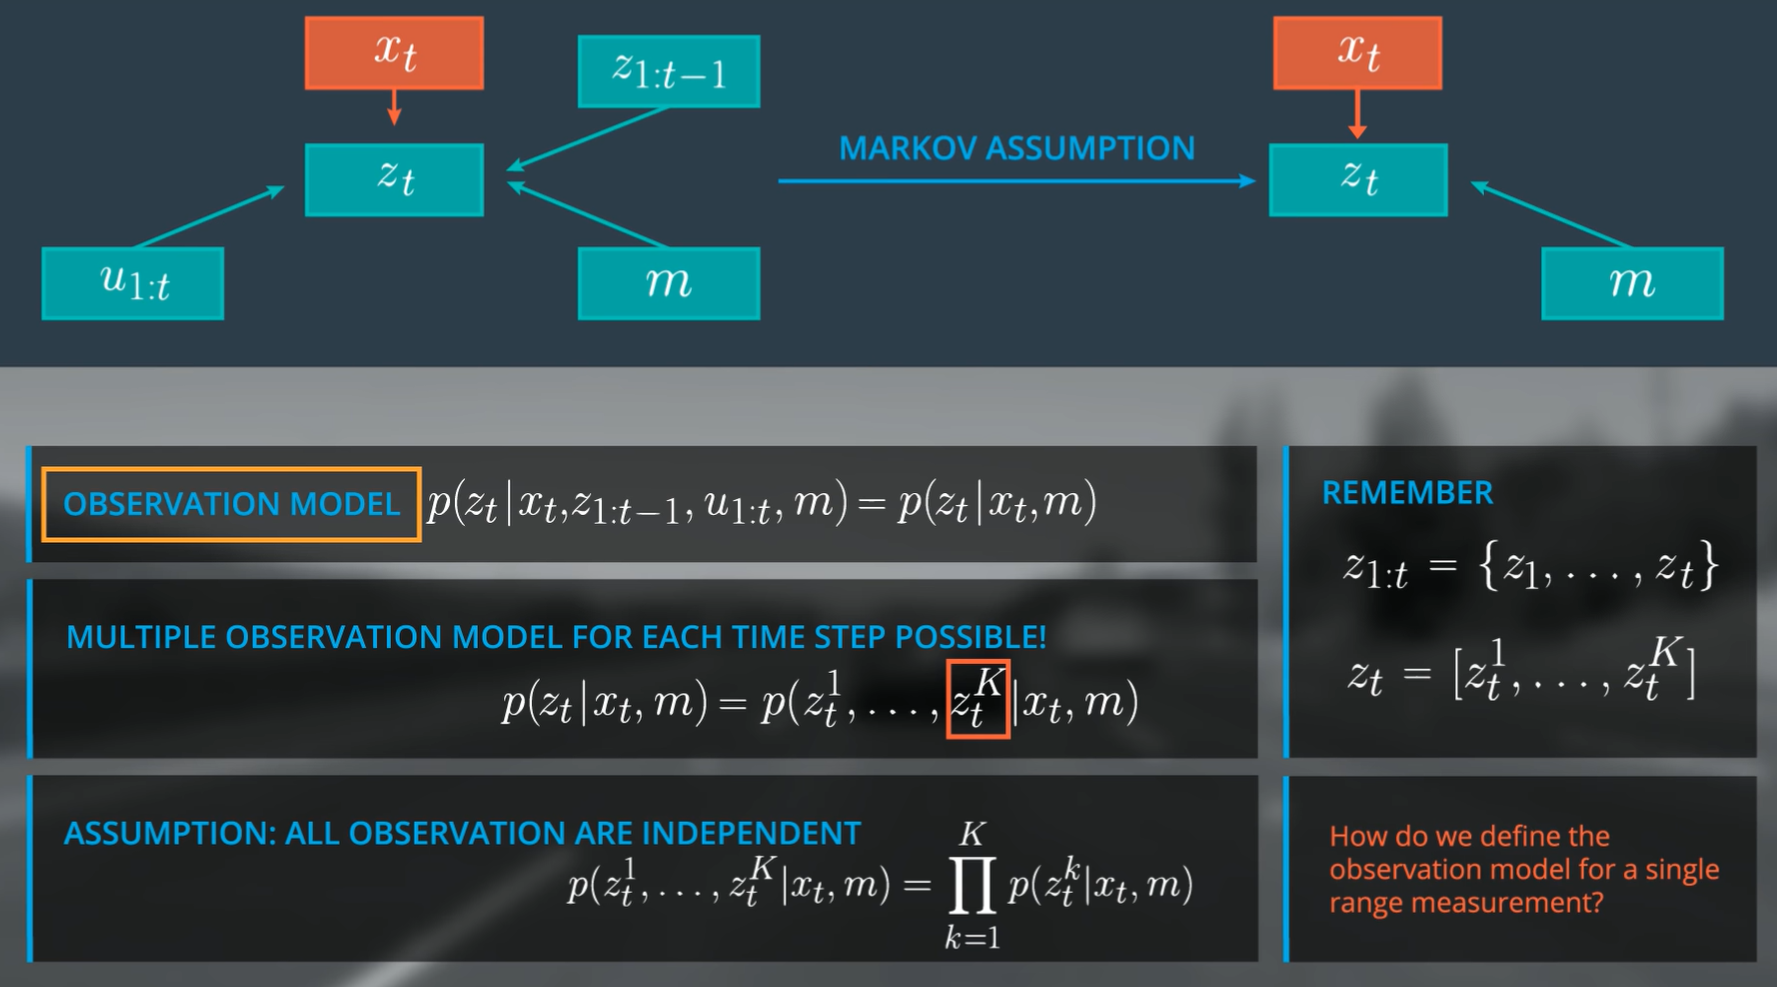 x_t
z_{1:t-1}
x_t
MARKOV ASSUMPTION
z_t
z_t
u_{1:t}
m
m
OBSERVATION MODEL p(z_t|x_t,z_{1:t-1}, u_{1:t}, m) = p(z_t|x_t,m)
MULTIPLE OBSERVATION MODEL FOR EACH TIME STEP POSSIBLE!
p(z_t|x_t, m) = p(z_t^1, . . . , z_t^K|x_t, m)
ASSUMPTION: ALL OBSERVATION ARE INDEPENDENT
p(z_t^1, . . . , z_t^K|x_t, m) = \prod_{k=1}^{K} p(z_t^k|x_t, m)
REMEMBER
z_{1:t} = {z_1, . . . , z_t}
z_t = [z_t^1, . . . , z_t^K]
How do we define the
observation model for a single
range measurement?